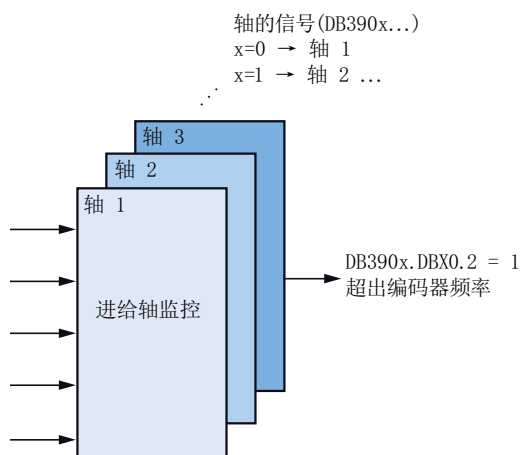 轴的信号(DB390x...)
x=0 → 轴 1
x=1 → 轴 2 ...
轴 3
轴 2
轴 1
进给轴监控
DB390x.DBX0.2 = 1
超出编码器频率